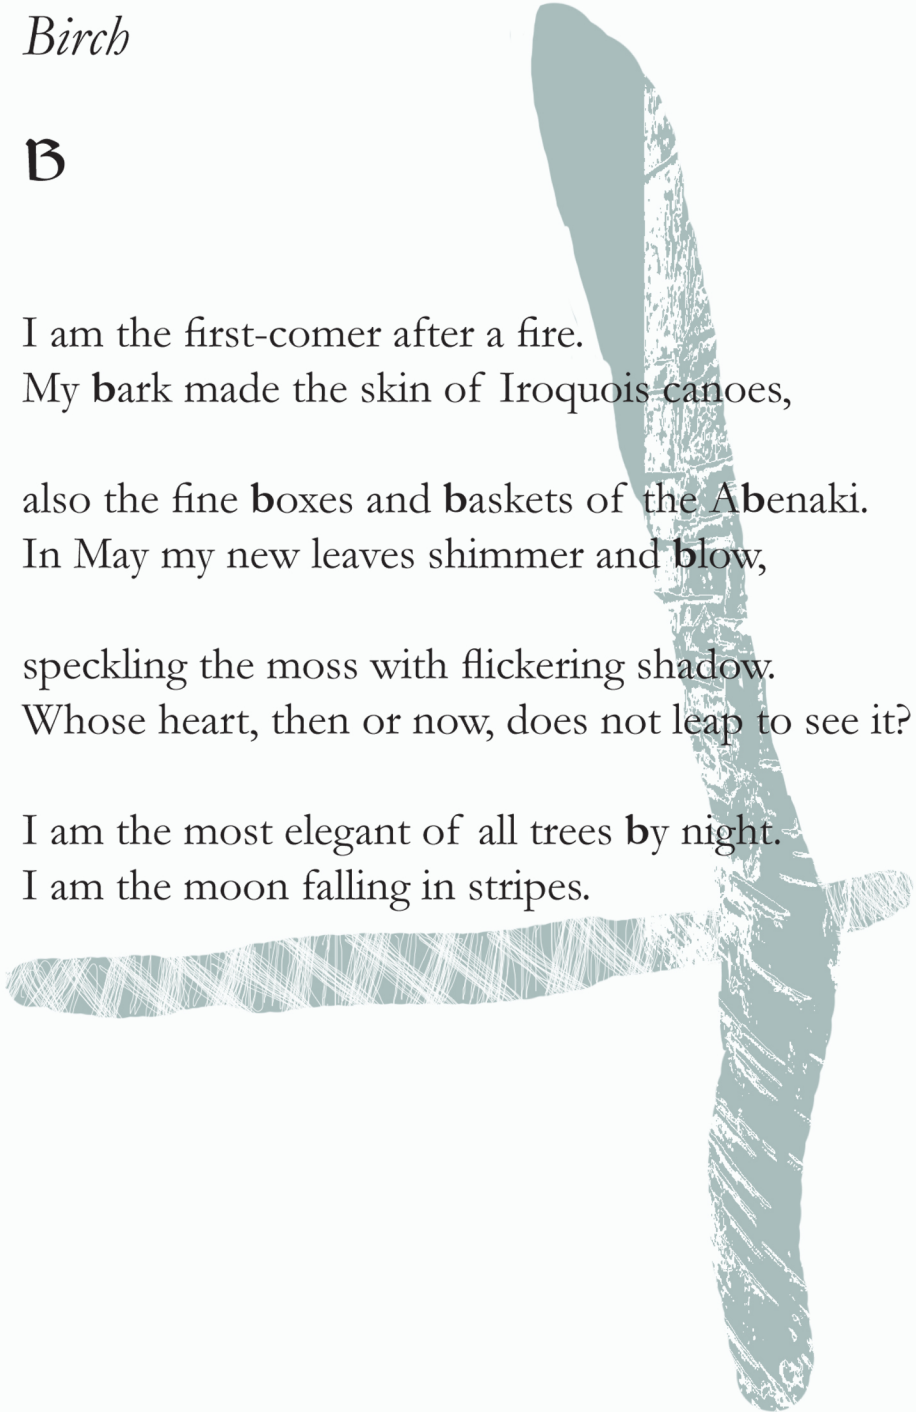 Birch
B
I am the first-comer after a fire.
My bark made the skin of Iroquois canoes,
also the fine boxes and baskets of the Abenaki.
In May my new leaves shimmer and blow,
speckling the moss with flickering shadow.
Whose heart, then or now, does not leap to see it?
I am the most elegant of all trees by night.
I am the moon falling in stripes.